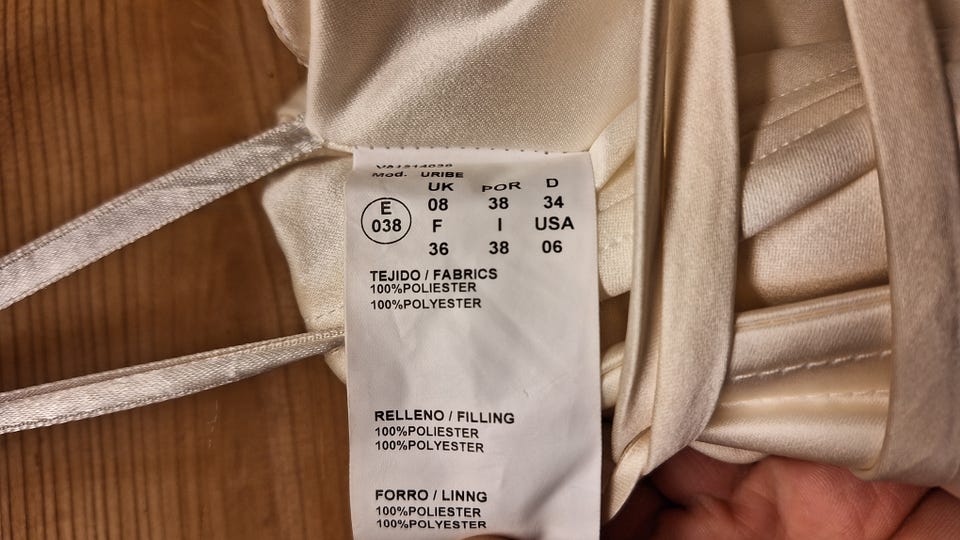 Mod. URIBE
UK POR D
E 08 38 34
038 F I USA
36 38 06
TEJIDO / FABRICS
100%POLIESTER
100%POLYESTER
RELLENO / FILLING
100%POLIESTER
100%POLYESTER
FORRO / LINNG
100%POLIESTER
100%POLYESTER